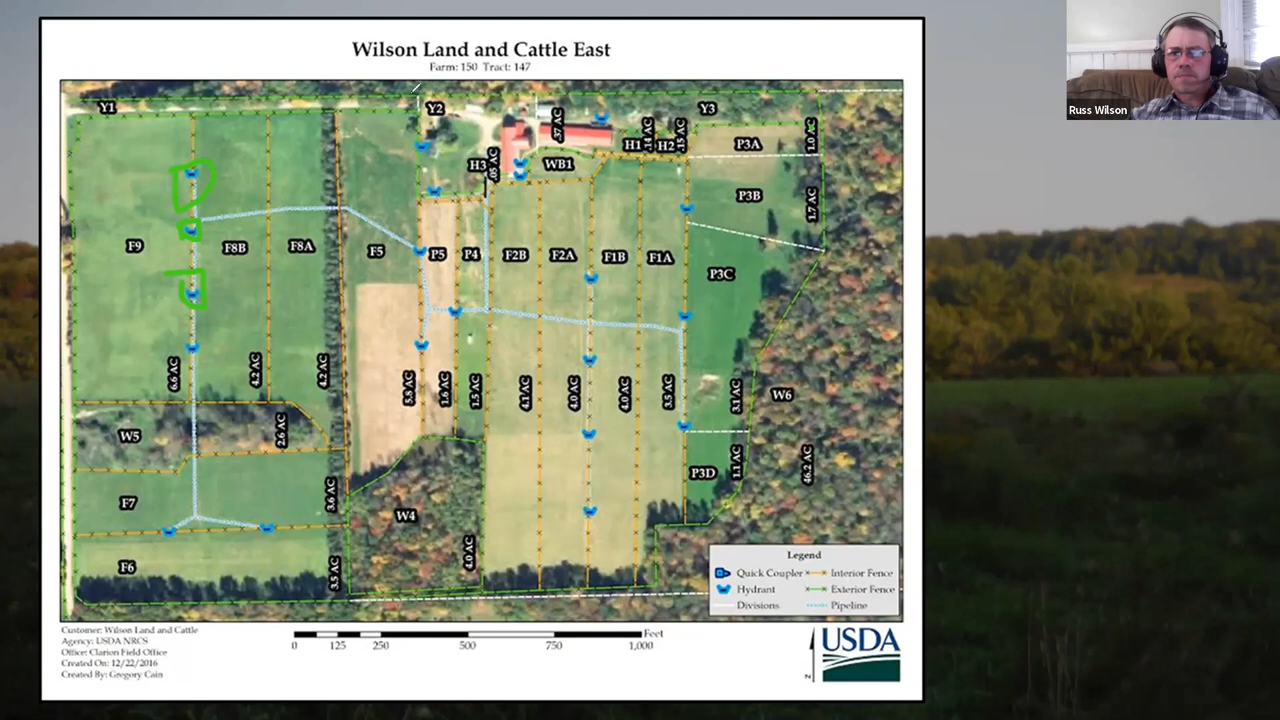 Wilson Land and Cattle East
Farm: 150 Tract: 147
Russ Wilson
Y1
Y2
Y3
.37 AC
H1
.14 AC
H2
.15 AC
P3A
1.0 AC
H3
.05 AC
WB1
P3B
1.7 AC
F9
F8B
F8A
F5
P5
P4
F2B
F2A
F1B
F1A
P3C
6.6 AC
4.2 AC
4.2 AC
5.8 AC
1.6 AC
1.5 AC
4.1 AC
4.0 AC
4.0 AC
3.5 AC
3.1 AC
W6
W5
2.6 AC
P3D
1.1 AC
46.2 AC
F7
3.6 AC
W4
4.0 AC
F6
3.5 AC
Legend
Quick Coupler
Interior Fence
Hydrant
Exterior Fence
Divisions
Pipeline
Customer: Wilson Land and Cattle
Agency: USDA NRCS
Office: Clarion Field Office
Created On: 12/22/2016
Created By: Gregory Cain
Feet
0 125 250 500 750 1,000
N
USDA